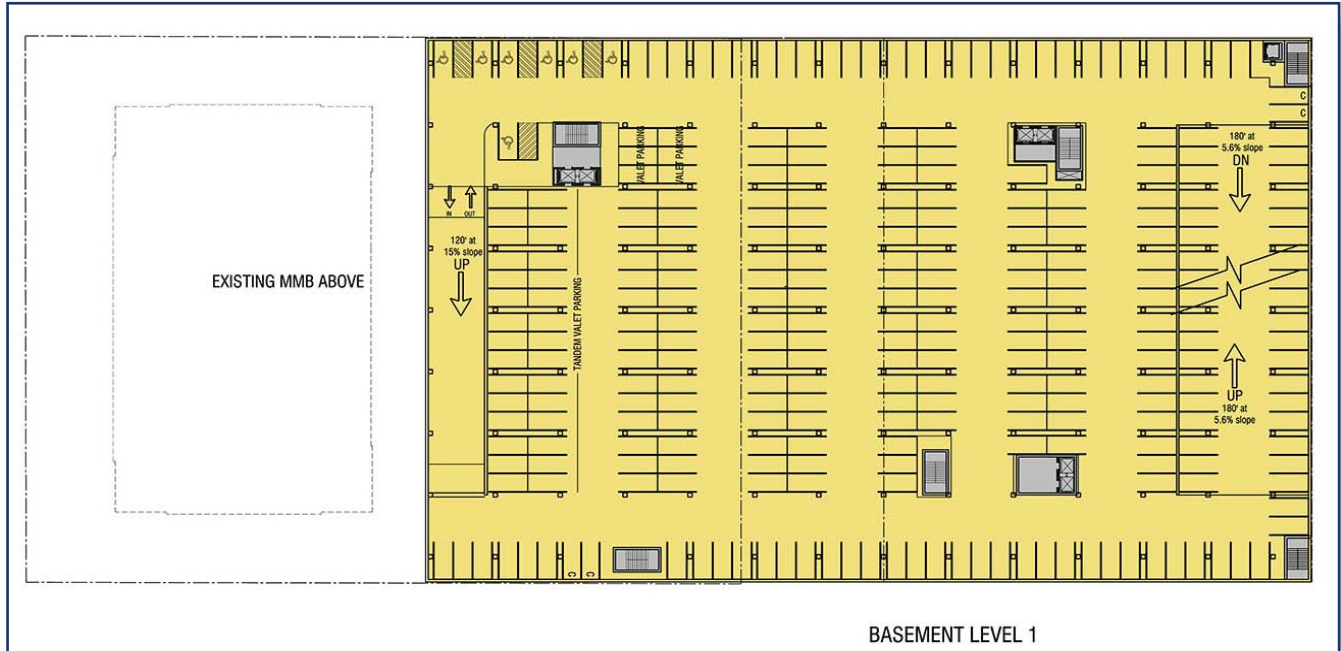 C
C
VALET PARKING
VALET PARKING
180' at
5.6% slope
DN
IN
OUT
120' at
15% slope
UP
EXISTING MMB ABOVE
TANDEM VALET PARKING
UP
180' at
5.6% slope
C
C
BASEMENT LEVEL 1